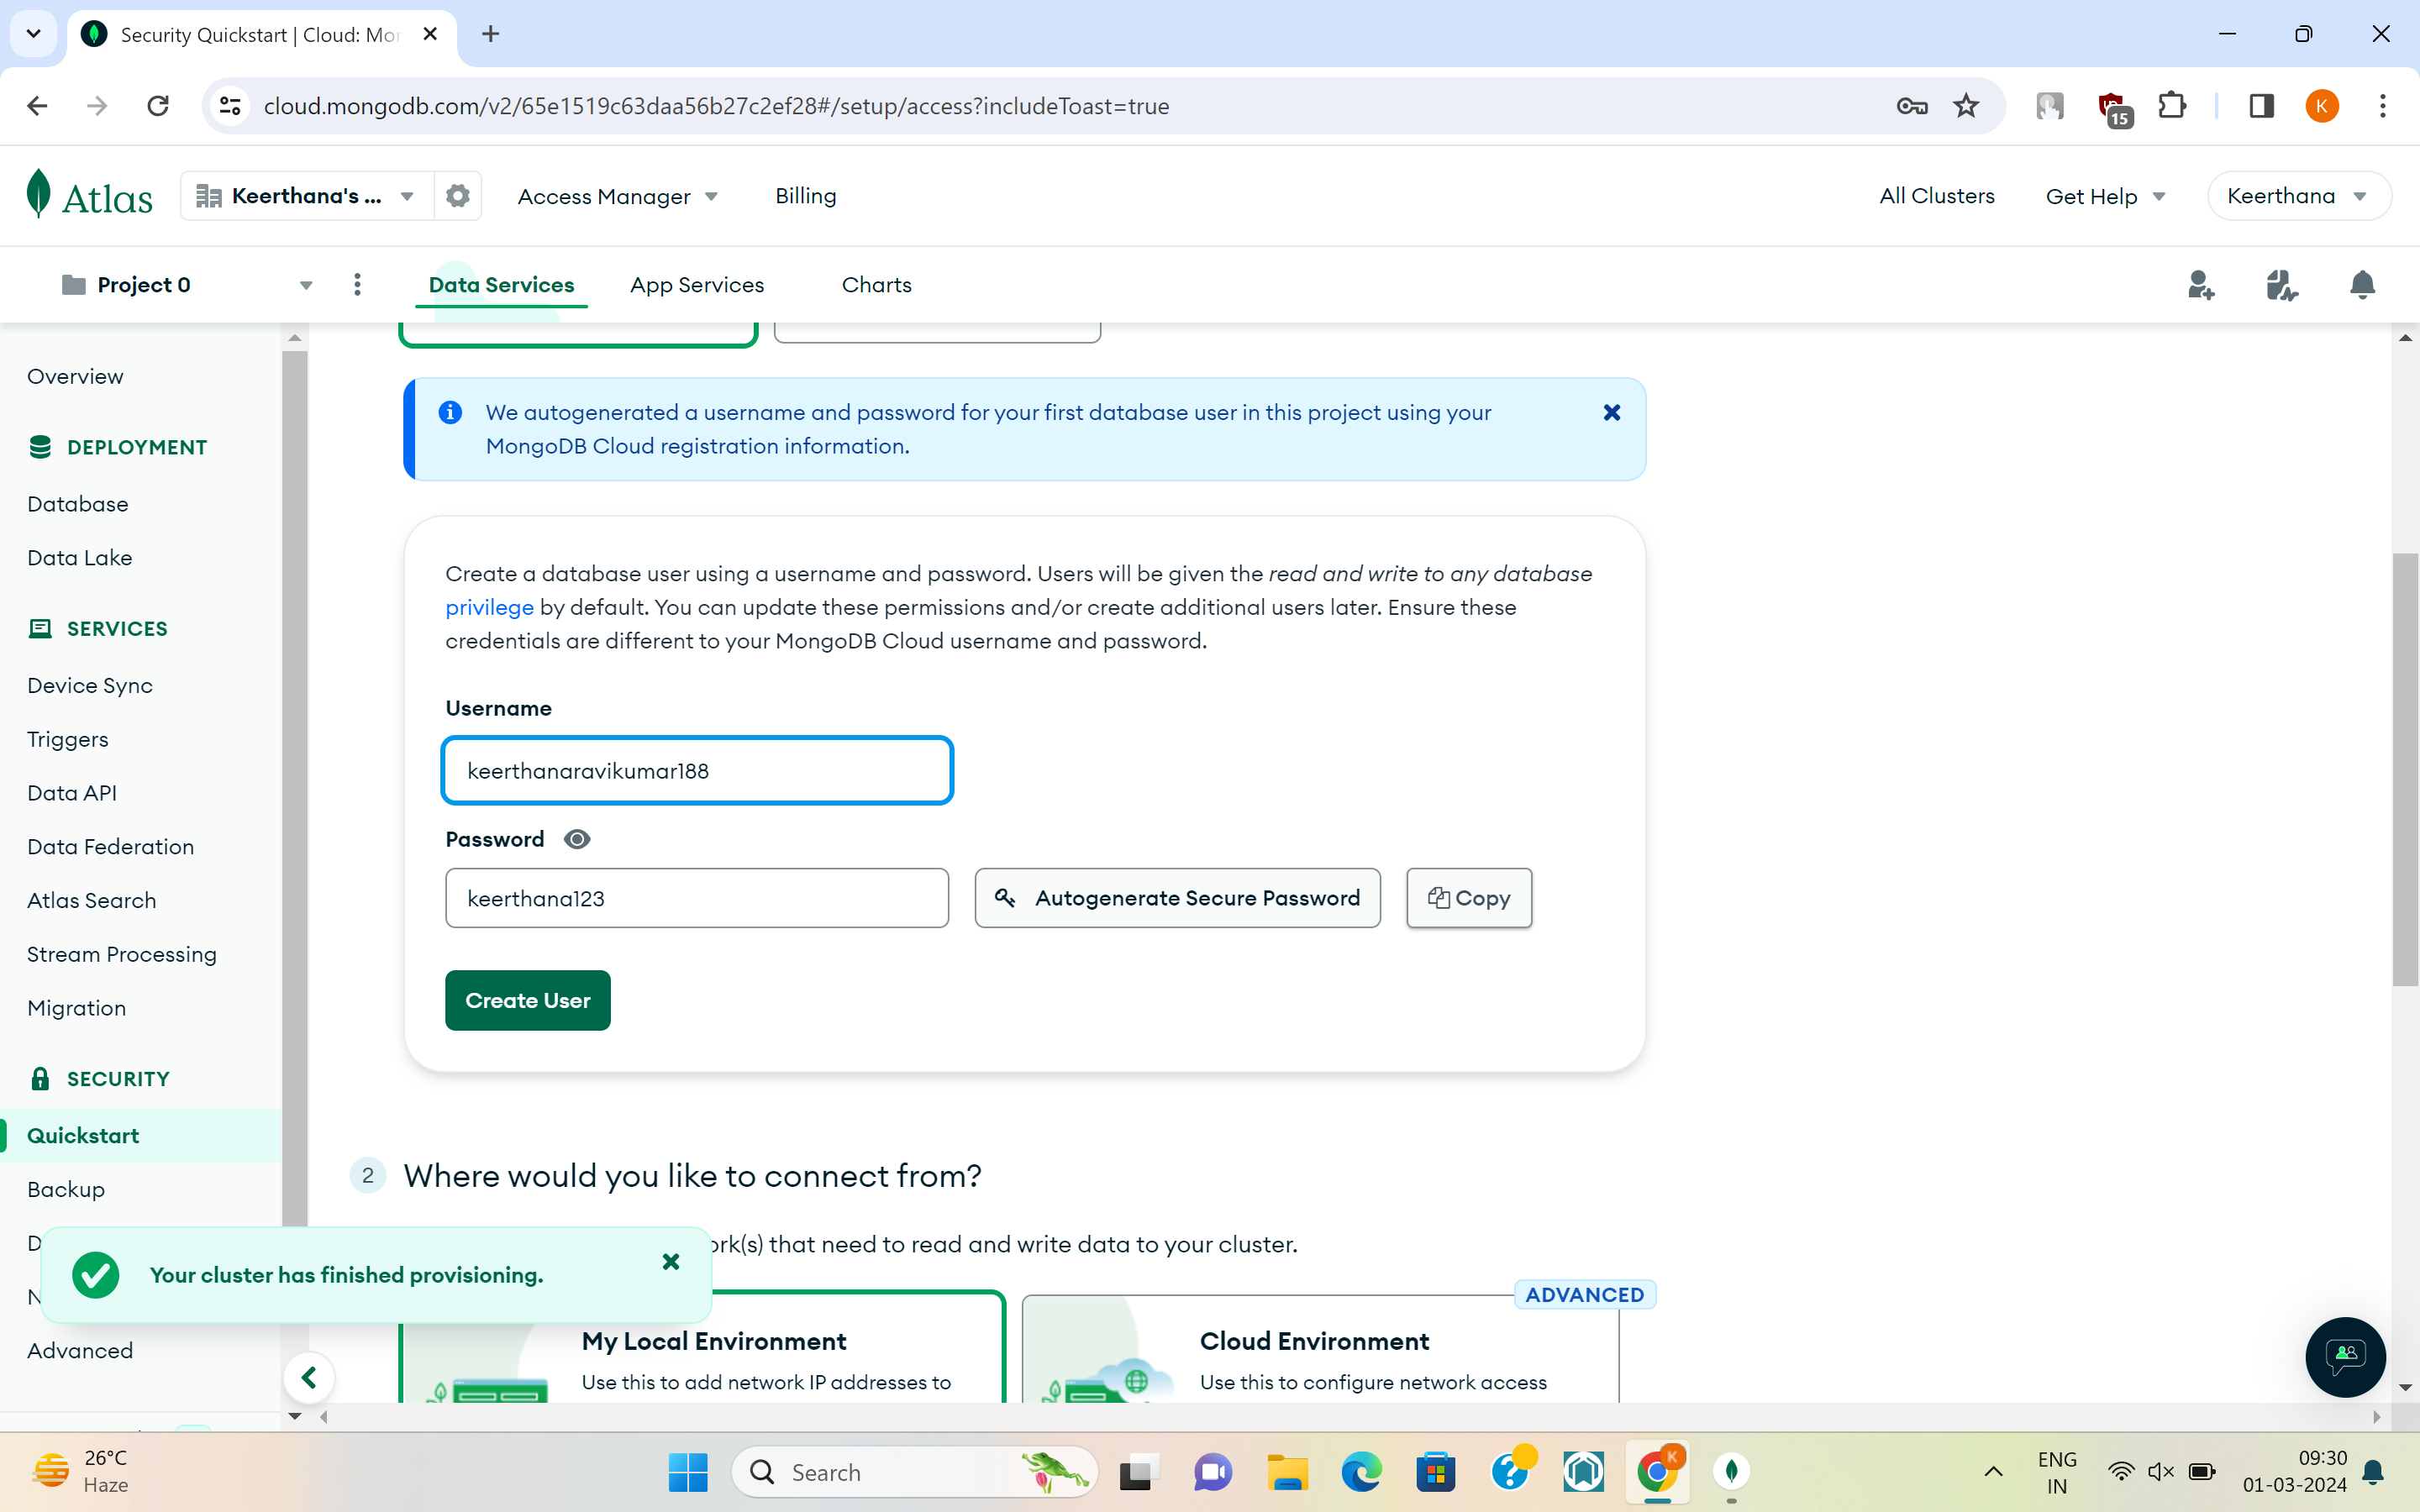 Security Quickstart | Cloud: Mon
cloud.mongodb.com/v2/65e1519c63daa56b27c2ef28#/setup/access?includeToast=true
15
K
Atlas
Keerthana's ...
Access Manager
Billing
All Clusters
Get Help
Keerthana
Project 0
Data Services
App Services
Charts
Overview
DEPLOYMENT
Database
Data Lake
SERVICES
Device Sync
Triggers
Data API
Data Federation
Atlas Search
Stream Processing
Migration
SECURITY
Quickstart
Backup
D
N
Advanced
We autogenerated a username and password for your first database user in this project using your
MongoDB Cloud registration information.
Create a database user using a username and password. Users will be given the read and write to any database
privilege by default. You can update these permissions and/or create additional users later. Ensure these
credentials are different to your MongoDB Cloud username and password.
Username
keerthanaravikumar188
Password
keerthana123
Autogenerate Secure Password
Copy
Create User
2
Where would you like to connect from?
ork(s) that need to read and write data to your cluster.
Your cluster has finished provisioning.
My Local Environment
Use this to add network IP addresses to
ADVANCED
Cloud Environment
Use this to configure network access
26°C
Haze
Search
K
ENG
IN
09:30
01-03-2024